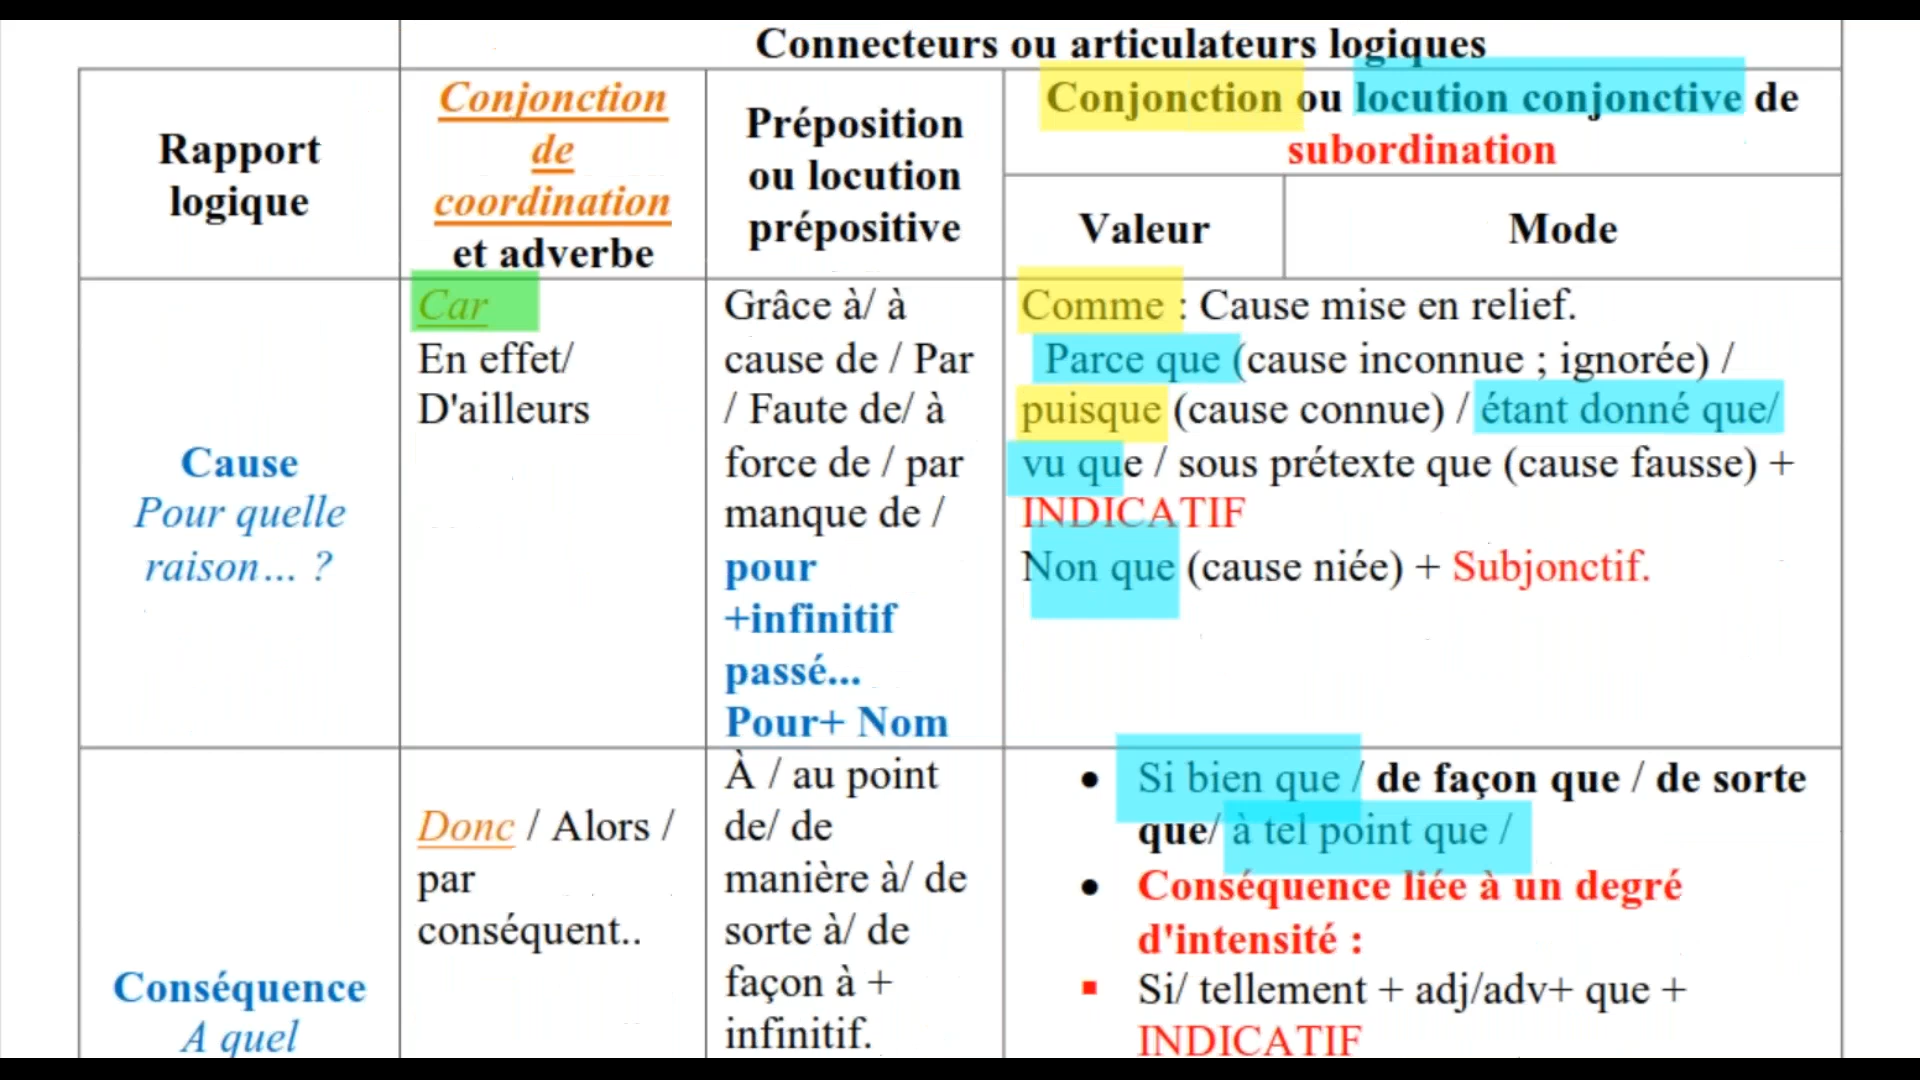 Connecteurs ou articulateurs logiques
Rapport
logique
Conjonction
de
coordination
et adverbe
Préposition
ou locution
prépositive
Conjonction ou locution conjonctive de
subordination
Valeur
Mode
Cause
Pour quelle
raison… ?
Car
En effet/
D'ailleurs
Grâce à/ à
cause de / Par
/ Faute de/ à
force de / par
manque de /
pour
+infinitif
passé...
Pour+ Nom
Comme : Cause mise en relief.
Parce que (cause inconnue ; ignorée) /
puisque (cause connue) / étant donné que/
vu que / sous prétexte que (cause fausse) +
INDICATIF
Non que (cause niée) + Subjonctif.
Conséquence
A quel
Donc / Alors /
par
conséquent..
À / au point
de/ de
manière à/ de
sorte à/ de
façon à +
infinitif.
• Si bien que / de façon que / de sorte
que/ à tel point que /
• Conséquence liée à un degré
d'intensité :
▪ Si/ tellement + adj/adv+ que +
INDICATIF